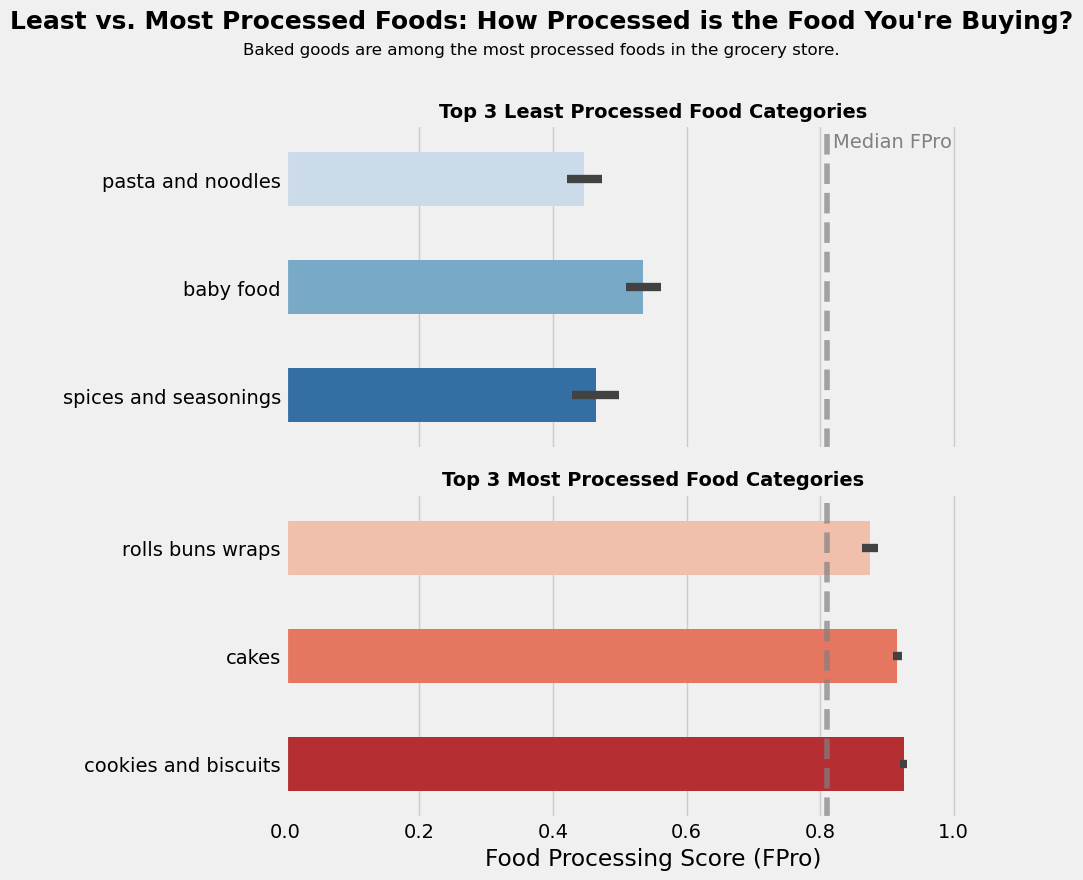 Least vs. Most Processed Foods: How Processed is the Food You're Buying?
Baked goods are among the most processed foods in the grocery store.
Top 3 Least Processed Food Categories
Median FPro
pasta and noodles
baby food
spices and seasonings
Top 3 Most Processed Food Categories
rolls buns wraps
cakes
cookies and biscuits
0.0 0.2 0.4 0.6 0.8 1.0
Food Processing Score (FPro)